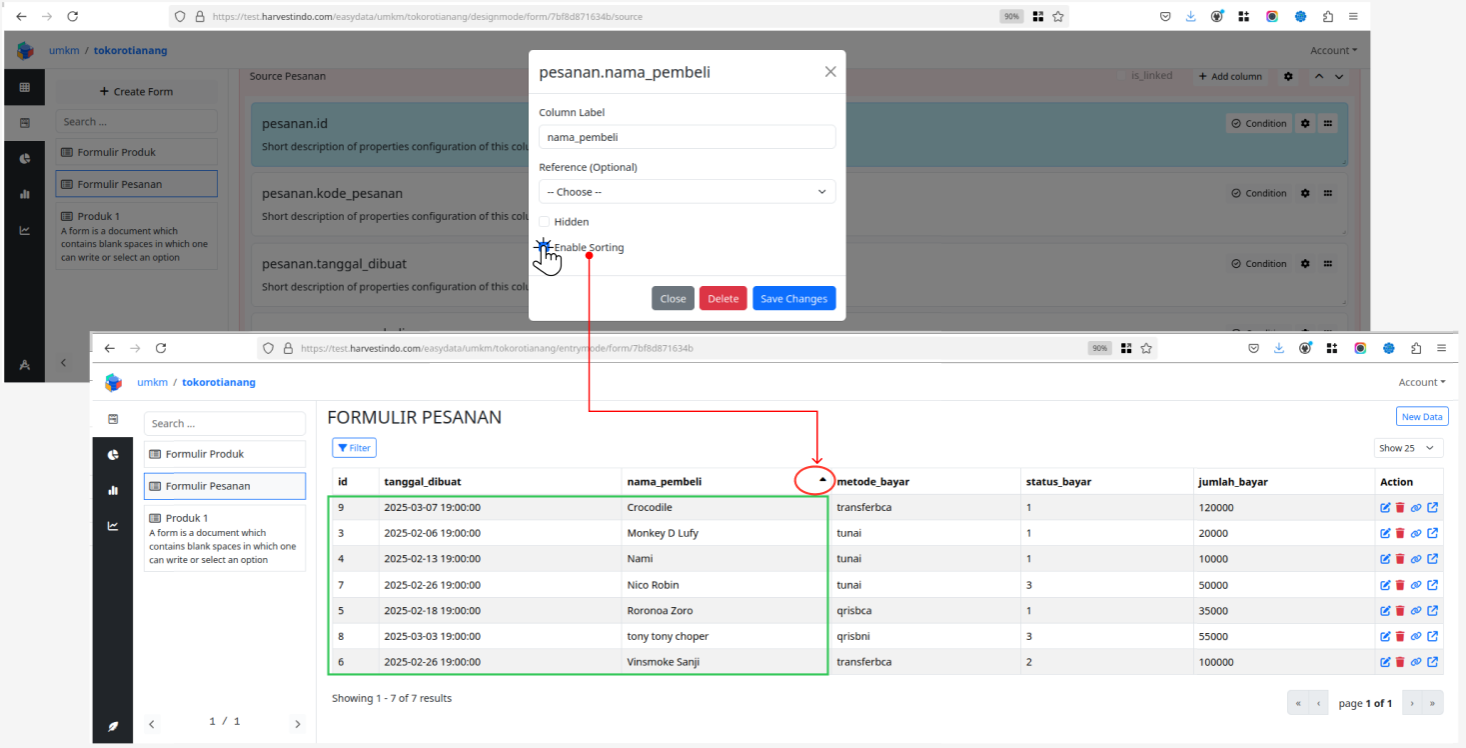 https://test.harvestindo.com/easydata/umkm/tokorotianang/designmode/form/7bf8d871634b/source
90%
umkm / tokorotianang
Account
+ Create Form
Search ...
Formulir Produk
Formulir Pesanan
Produk 1
A form is a document which
contains blank spaces in which one
can write or select an option
Source Pesanan
is_linked
+ Add column
pesanan.id
Short description of properties configuration of this colu
Condition
pesanan.kode_pesanan
Short description of properties configuration of this colu
Condition
pesanan.tanggal_dibuat
Short description of properties configuration of this colu
Condition
pesanan.nama_pembeli
Column Label
nama_pembeli
Reference (Optional)
-- Choose --
Hidden
Enable Sorting
Close
Delete
Save Changes
https://test.harvestindo.com/easydata/umkm/tokorotianang/entrymode/form/7bf8d871634b
90%
umkm / tokorotianang
Account
Search ...
Formulir Produk
Formulir Pesanan
Produk 1
A form is a document which
contains blank spaces in which one
can write or select an option
1 / 1
FORMULIR PESANAN
New Data
Filter
Show 25
id tanggal_dibuat nama_pembeli metode_bayar status_bayar jumlah_bayar Action
9 2025-03-07 19:00:00 Crocodile transferbca 1 120000
3 2025-02-06 19:00:00 Monkey D Lufy tunai 1 20000
4 2025-02-13 19:00:00 Nami tunai 1 10000
7 2025-02-26 19:00:00 Nico Robin tunai 3 50000
5 2025-02-18 19:00:00 Roronoa Zoro qrisbca 1 35000
8 2025-03-03 19:00:00 tony tony choper qrisbni 3 55000
6 2025-02-26 19:00:00 Vinsmoke Sanji transferbca 2 100000
Showing 1 - 7 of 7 results
« ‹ page 1 of 1 › »